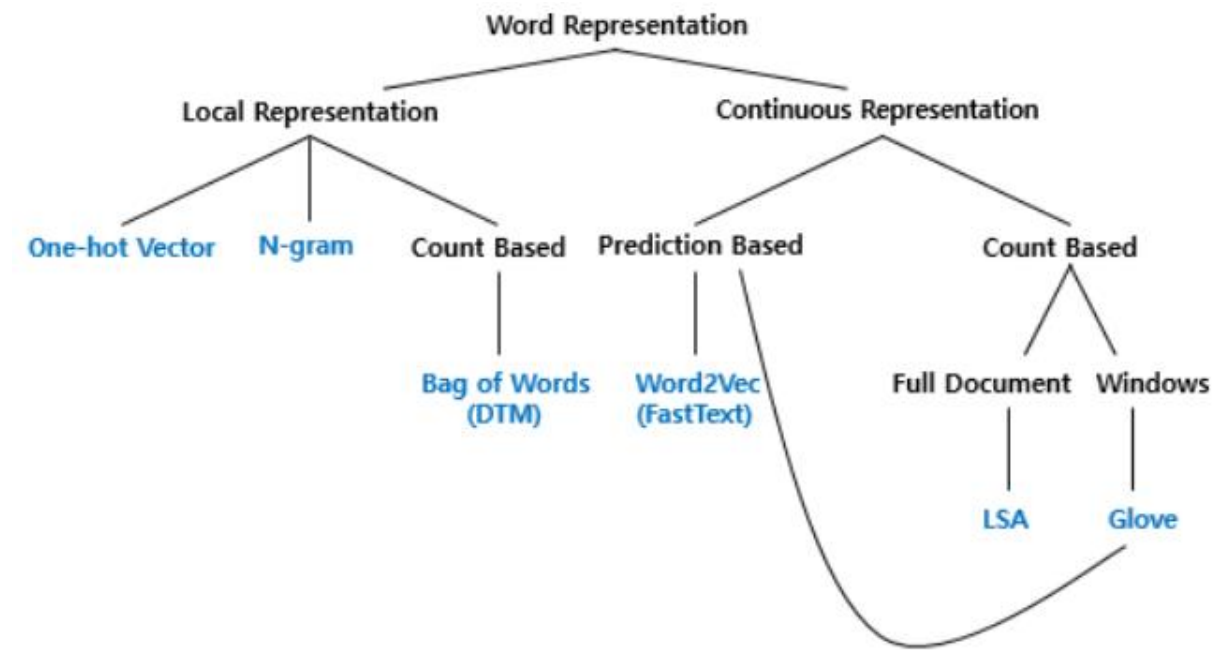 Word Representation
Local Representation
Continuous Representation
One-hot Vector
N-gram
Count Based
Prediction Based
Count Based
Bag of Words
(DTM)
Word2Vec
(FastText)
Full Document
Windows
LSA
Glove